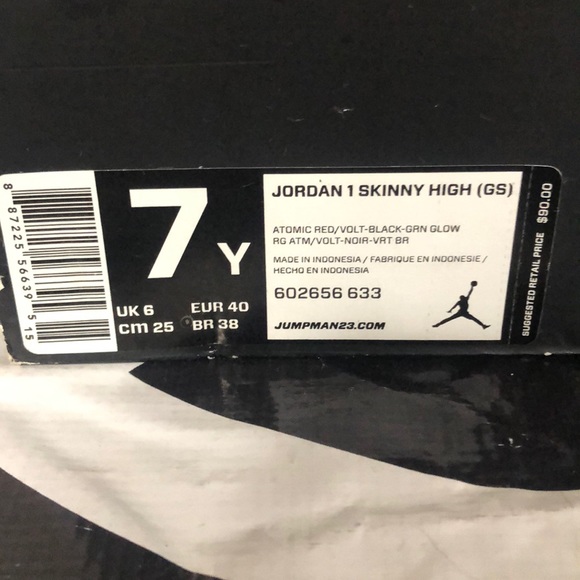 8 87225 56639 5 15
7 Y
UK 6 EUR 40
cm 25 BR 38
JORDAN 1 SKINNY HIGH (GS)
ATOMIC RED/VOLT-BLACK-GRN GLOW
RG ATM/VOLT-NOIR-VRT BR
MADE IN INDONESIA / FABRIQUE EN INDONESIE /
HECHO EN INDONESIA
602656 633
JUMPMAN23.COM
SUGGESTED RETAIL PRICE $90.00